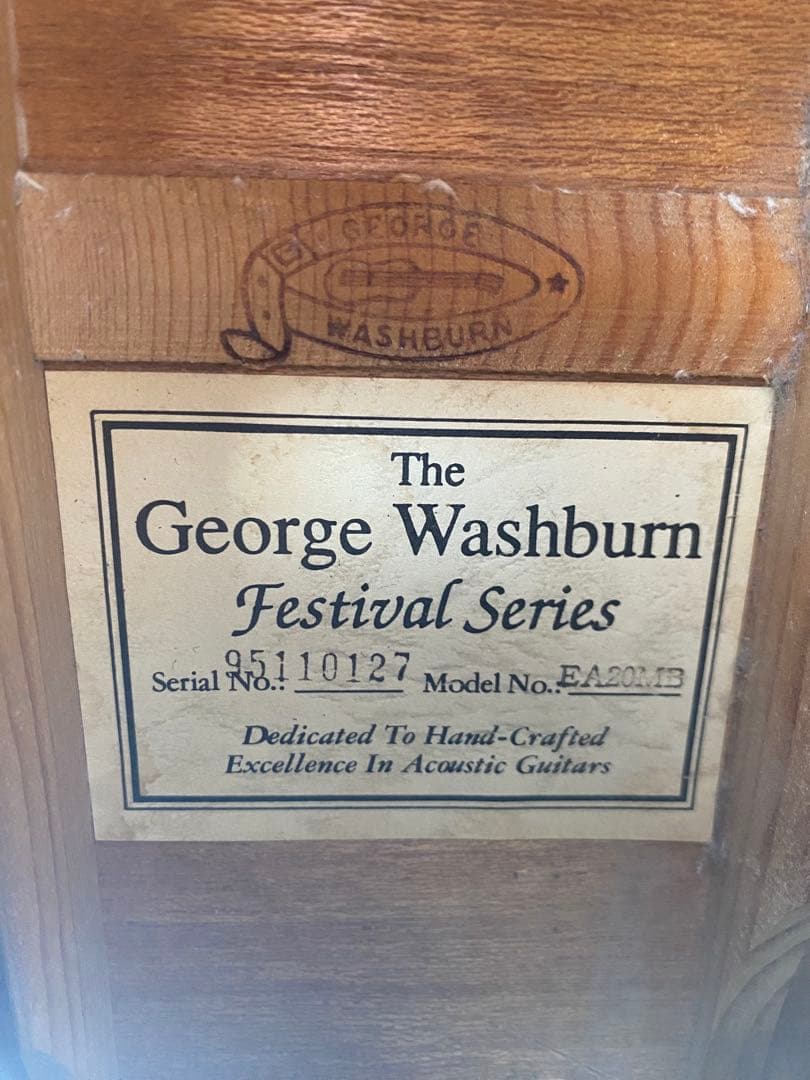 GEORGE
WASHBURN
The
George Washburn
Festival Series
Serial No.: 95110127 Model No.: EA20MB
Dedicated To Hand-Crafted
Excellence In Acoustic Guitars